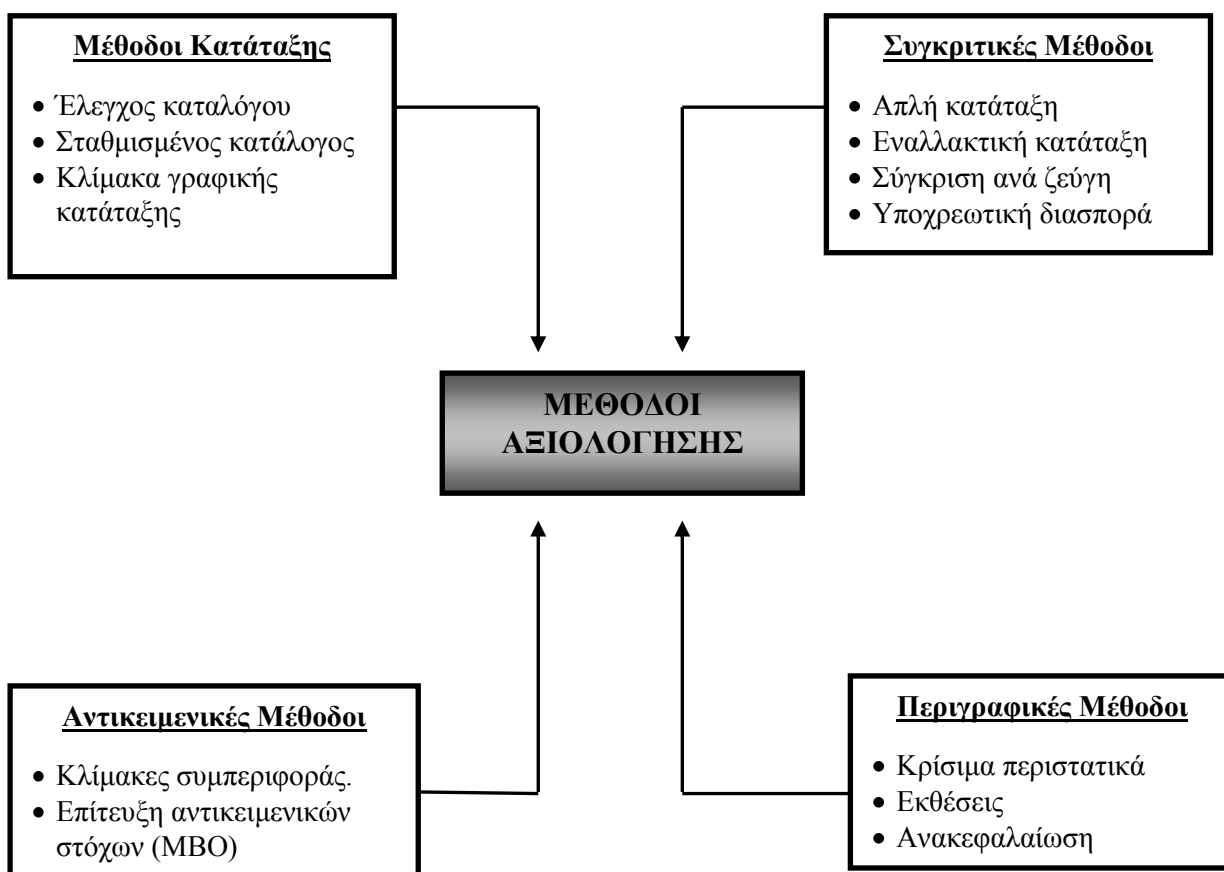 Μέθοδοι Κατάταξης
• Έλεγχος καταλόγου
• Σταθμισμένος κατάλογος
• Κλίμακα γραφικής
κατάταξης
Συγκριτικές Μέθοδοι
• Απλή κατάταξη
• Εναλλακτική κατάταξη
• Σύγκριση ανά ζεύγη
• Υποχρεωτική διασπορά
ΜΕΘΟΔΟΙ
ΑΞΙΟΛΟΓΗΣΗΣ
Αντικειμενικές Μέθοδοι
• Κλίμακες συμπεριφοράς.
• Επίτευξη αντικειμενικών
στόχων (ΜΒΟ)
Περιγραφικές Μέθοδοι
• Κρίσιμα περιστατικά
• Εκθέσεις
• Ανακεφαλαίωση